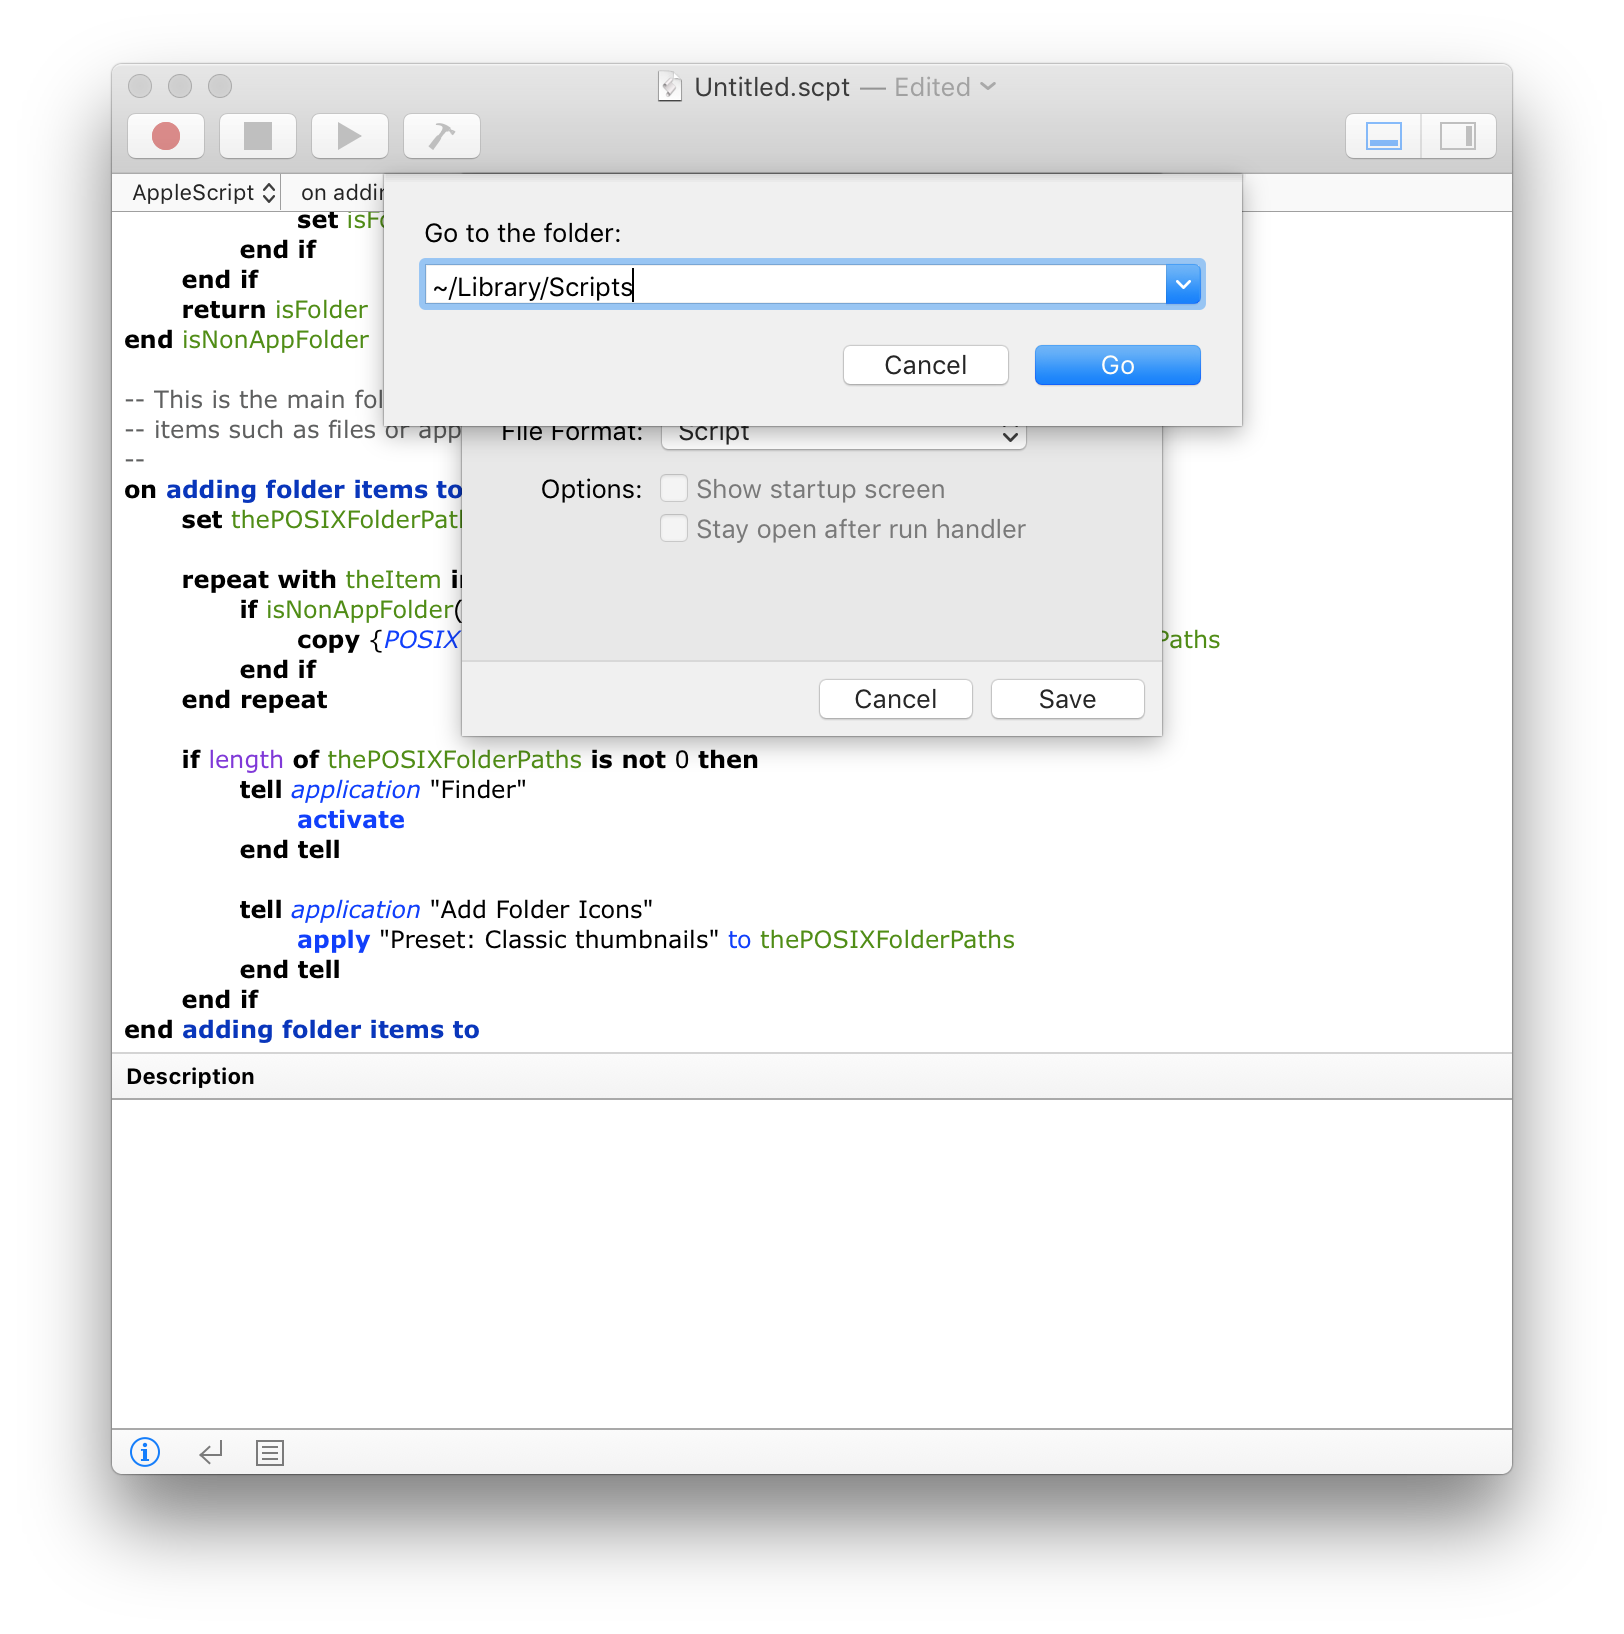 Untitled.scpt — Edited
AppleScript
on addin
Go to the folder:
~/Library/Scripts
Cancel
Go
File Format:
Script
Options:
Show startup screen
Stay open after run handler
Cancel
Save
set isFo
end if
end if
return isFolder
end isNonAppFolder
-- This is the main fol
-- items such as files or app
--
on adding folder items to
set thePOSIXFolderPath
repeat with theItem in
if isNonAppFolder(
copy {POSIX Paths
end if
end repeat
if length of thePOSIXFolderPaths is not 0 then
tell application "Finder"
activate
end tell
tell application "Add Folder Icons"
apply "Preset: Classic thumbnails" to thePOSIXFolderPaths
end tell
end if
end adding folder items to
Description